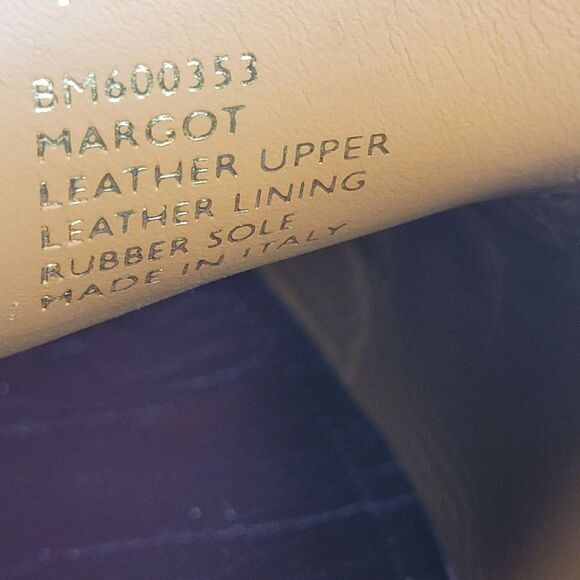 BM600353
MARGOT
LEATHER UPPER
LEATHER LINING
RUBBER SOLE
MADE IN ITALY